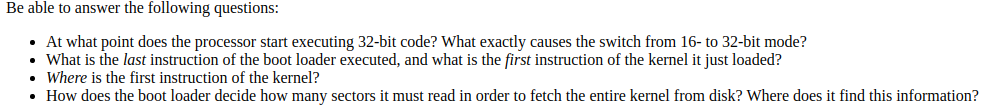 Be able to answer the following questions:
• At what point does the processor start executing 32-bit code? What exactly causes the switch from 16- to 32-bit mode?
• What is the last instruction of the boot loader executed, and what is the first instruction of the kernel it just loaded?
• Where is the first instruction of the kernel?
• How does the boot loader decide how many sectors it must read in order to fetch the entire kernel from disk? Where does it find this information?